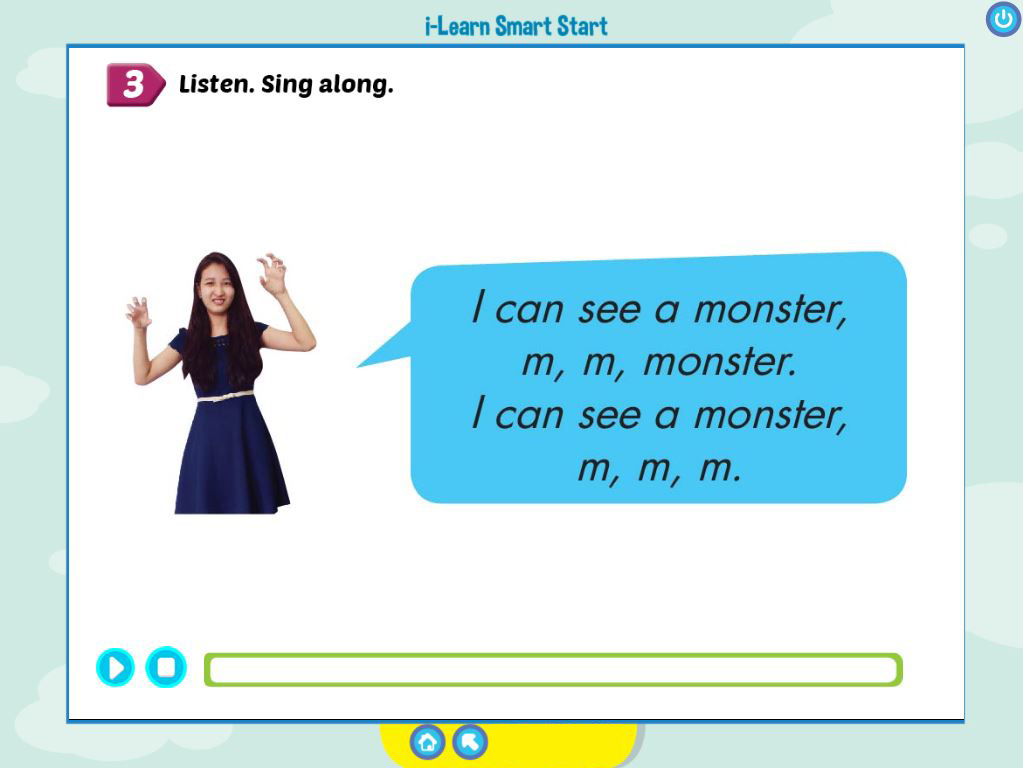 i-Learn Smart Start
3 Listen. Sing along.
I can see a monster,
m, m, monster.
I can see a monster,
m, m, m.